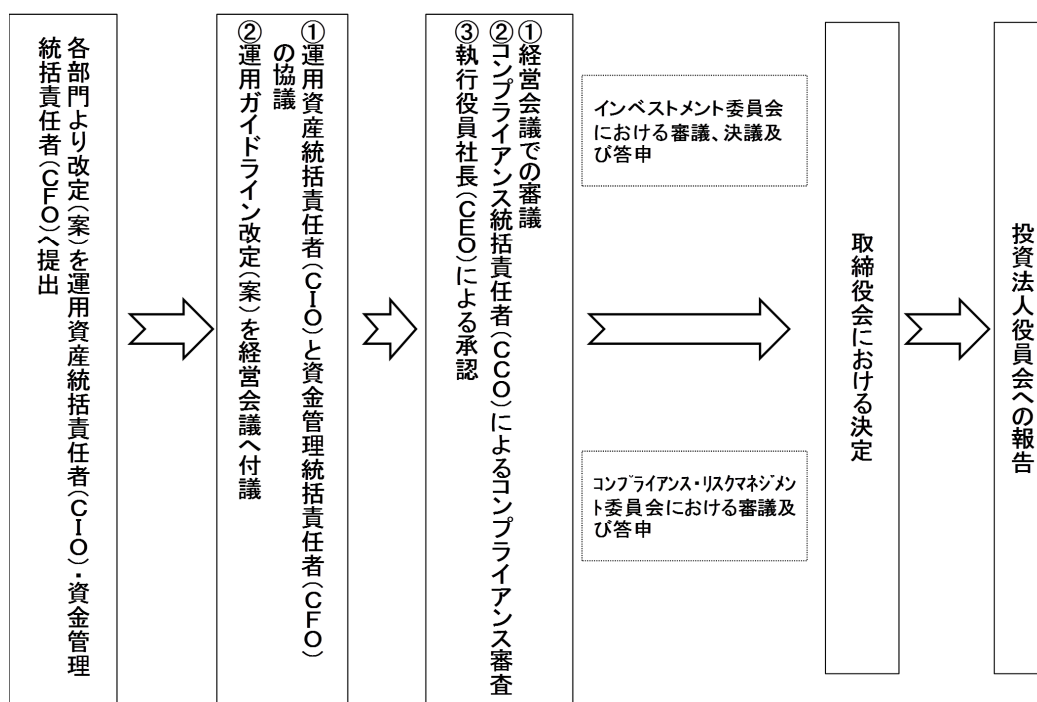 各部門より改定(案)を運用資産統括責任者(CIO)・資金管理
統括責任者(CFO)へ提出
①運用資産統括責任者(CIO)と資金管理統括責任者(CFO)
の協議
②運用ガイドライン改定(案)を経営会議へ付議
①経営会議での審議
②コンプライアンス統括責任者(CCO)によるコンプライアンス審査
③執行役員社長(CEO)による承認
インベストメント委員会
における審議、決議及
び答申
コンプライアンス・リスクマネジメン
ト委員会における審議及
び答申
取締役会における決定
投資法人役員会への報告